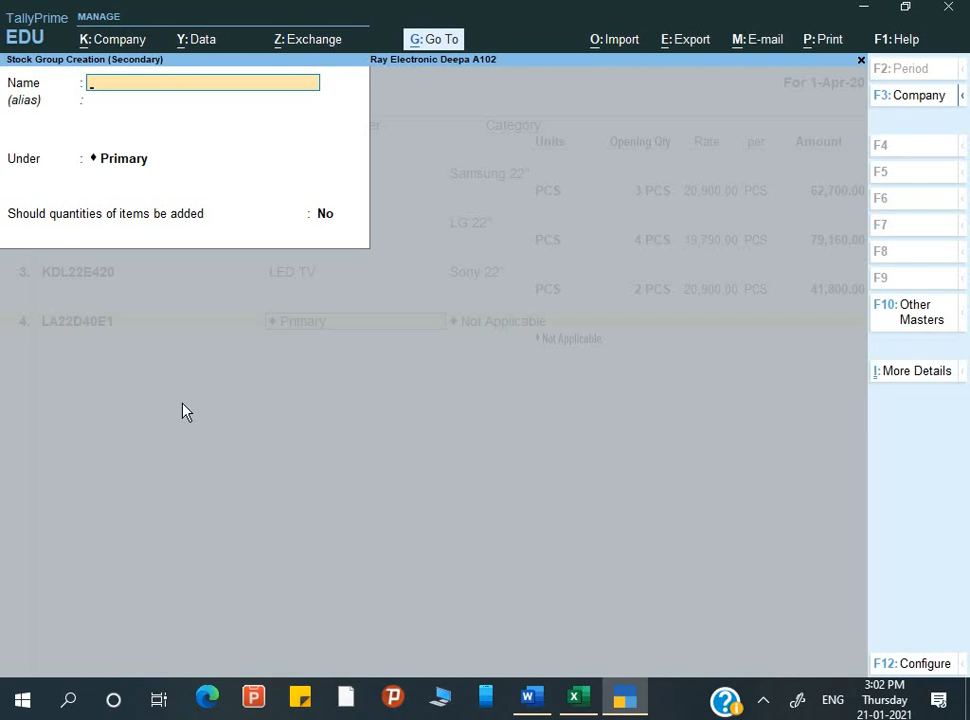 TallyPrime
MANAGE
EDU
K: Company
Y: Data
Z: Exchange
G: Go To
O: Import
E: Export
M: E-mail
P: Print
F1: Help
Stock Group Creation (Secondary)
Ray Electronic Deepa A102
×
F2: Period
Name :
For 1-Apr-20
F3: Company
(alias) :
er
Category
Units
Opening Qty
Rate
per
Amount
F4
Under : ♦ Primary
Samsung 22"
F5
PCS
3 PCS
20,900.00
PCS
62,700.00
F6
Should quantities of items be added : No
LG 22"
F7
PCS
4 PCS
19,790.00
PCS
79,160.00
F8
3. KDL22E420
LED TV
Sony 22"
F9
PCS
2 PCS
20,900.00
PCS
41,800.00
F10: Other
Masters
4. LA22D40E1
♦ Primary
♦ Not Applicable
♦ Not Applicable
I: More Details
F12: Configure
ENG
3:02 PM
Thursday
21-01-2021